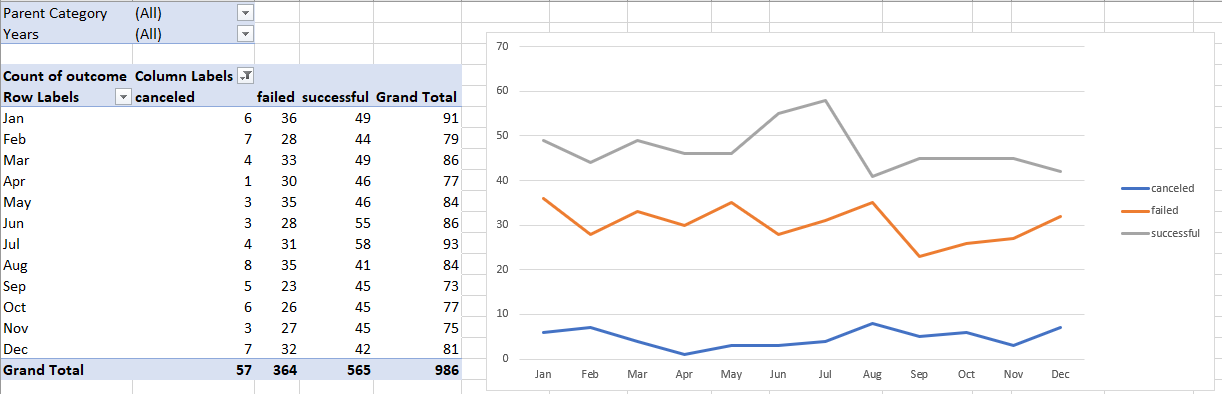 Parent Category (All)
Years (All)
Count of outcome Column Labels
Row Labels canceled failed successful Grand Total
Jan 6 36 49 91
Feb 7 28 44 79
Mar 4 33 49 86
Apr 1 30 46 77
May 3 35 46 84
Jun 3 28 55 86
Jul 4 31 58 93
Aug 8 35 41 84
Sep 5 23 45 73
Oct 6 26 45 77
Nov 3 27 45 75
Dec 7 32 42 81
Grand Total 57 364 565 986
70
60
50
40
30
20
10
0
Jan Feb Mar Apr May Jun Jul Aug Sep Oct Nov Dec
canceled
failed
successful